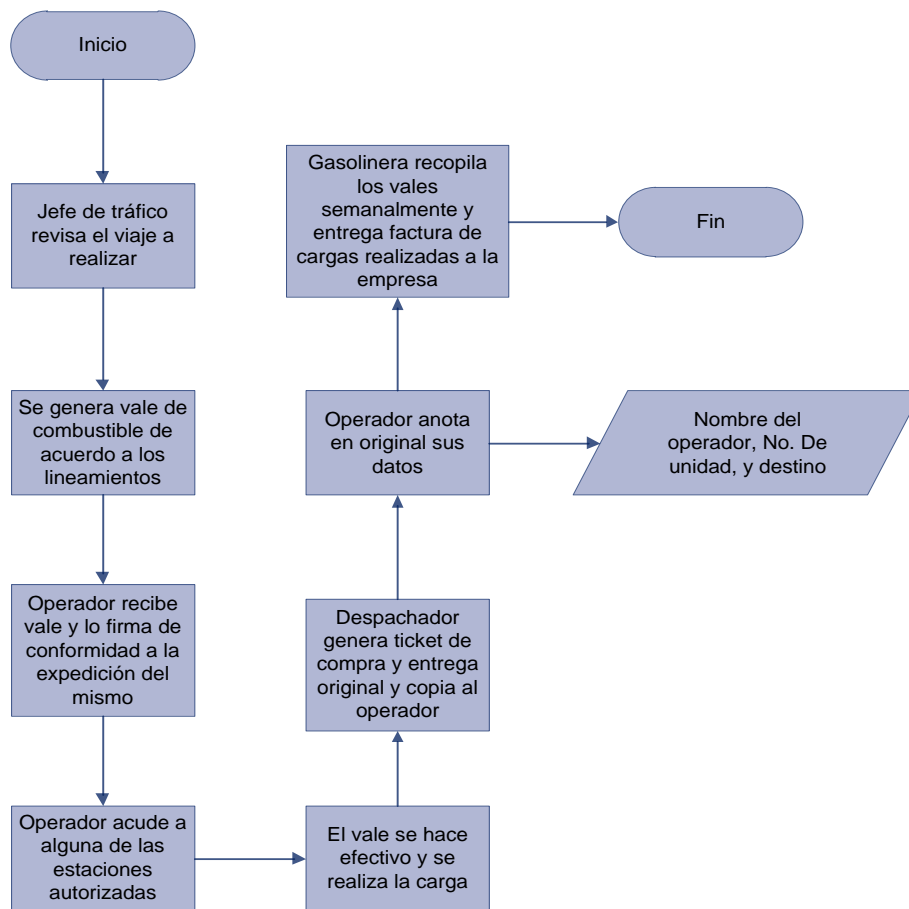 Inicio
Jefe de tráfico
revisa el viaje a
realizar
Se genera vale de
combustible de
acuerdo a los
lineamientos
Operador recibe
vale y lo firma de
conformidad a la
expedición del
mismo
Operador acude a
alguna de las
estaciones
autorizadas
El vale se hace
efectivo y se
realiza la carga
Despachador
genera ticket de
compra y entrega
original y copia al
operador
Operador anota
en original sus
datos
Nombre del
operador, No. De
unidad, y destino
Gasolinera recopila
los vales
semanalmente y
entrega factura de
cargas realizadas a la
empresa
Fin